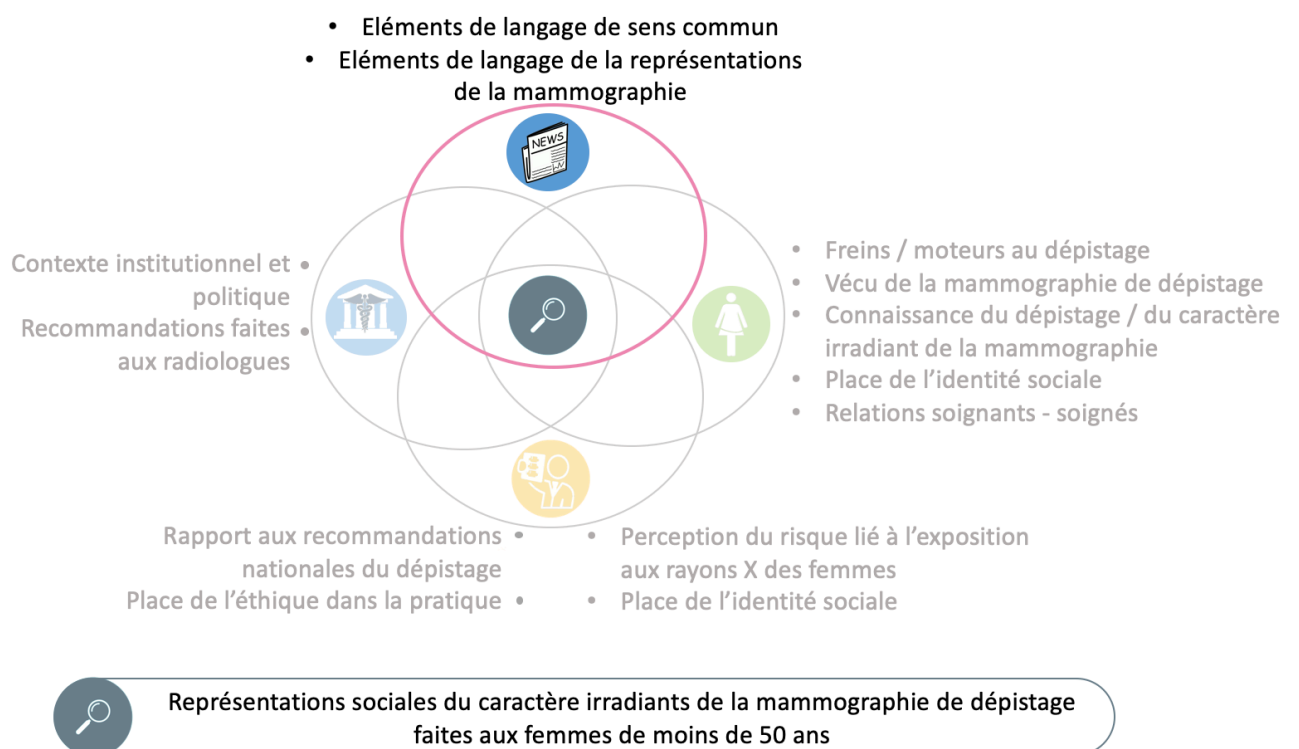 • Eléments de langage de sens commun
• Eléments de langage de la représentations
de la mammographie
NEWS
Contexte institutionnel et •
politique
Recommandations faites •
aux radiologues
• Freins / moteurs au dépistage
• Vécu de la mammographie de dépistage
• Connaissance du dépistage / du caractère
irradiant de la mammographie
• Place de l’identité sociale
• Relations soignants - soignés
Rapport aux recommandations •
nationales du dépistage
Place de l’éthique dans la pratique •
• Perception du risque lié à l’exposition
aux rayons X des femmes
• Place de l’identité sociale
Représentations sociales du caractère irradiants de la mammographie de dépistage
faites aux femmes de moins de 50 ans